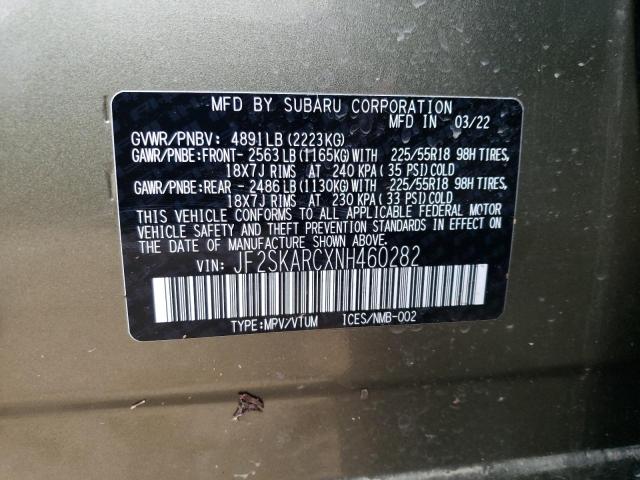 MFD BY SUBARU CORPORATION
MFD IN 03/22
GVWR/PNBV: 4891LB (2223KG)
GAWR/PNBE:FRONT- 2563LB(1165KG)WITH 225/55R18 98H TIRES,
18X7J RIMS AT 240 KPA ( 35 PSI)COLD
GAWR/PNBE:REAR - 2486LB(1130KG)WITH 225/55R18 98H TIRES,
18X7J RIMS AT 230 KPA ( 33 PSI)COLD
THIS VEHICLE CONFORMS TO ALL APPLICABLE FEDERAL MOTOR
VEHICLE SAFETY AND THEFT PREVENTION STANDARDS IN EFFECT ON
THE DATE OF MANUFACTURE SHOWN ABOVE.
VIN: JF2SKARCXNH460282
TYPE:MPV/VTUM ICES/NMB-002